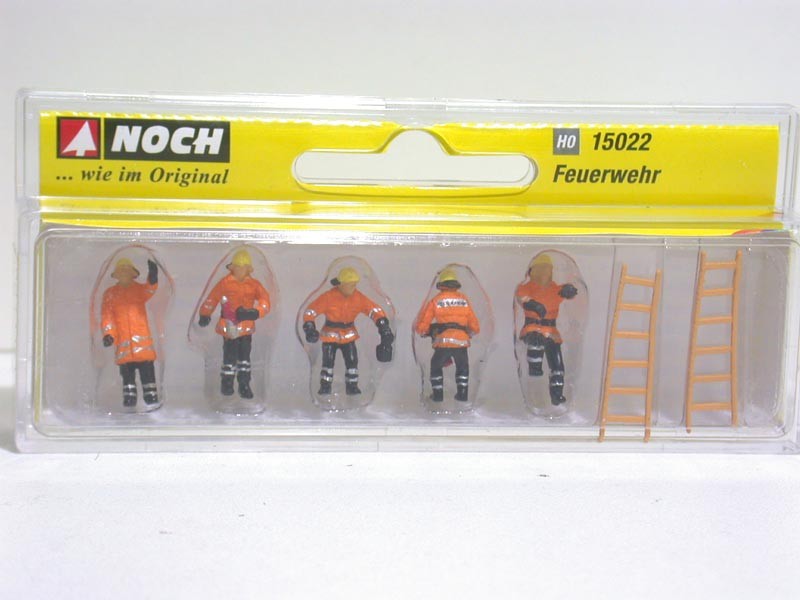 NOCH
... wie im Original
H0 15022
Feuerwehr